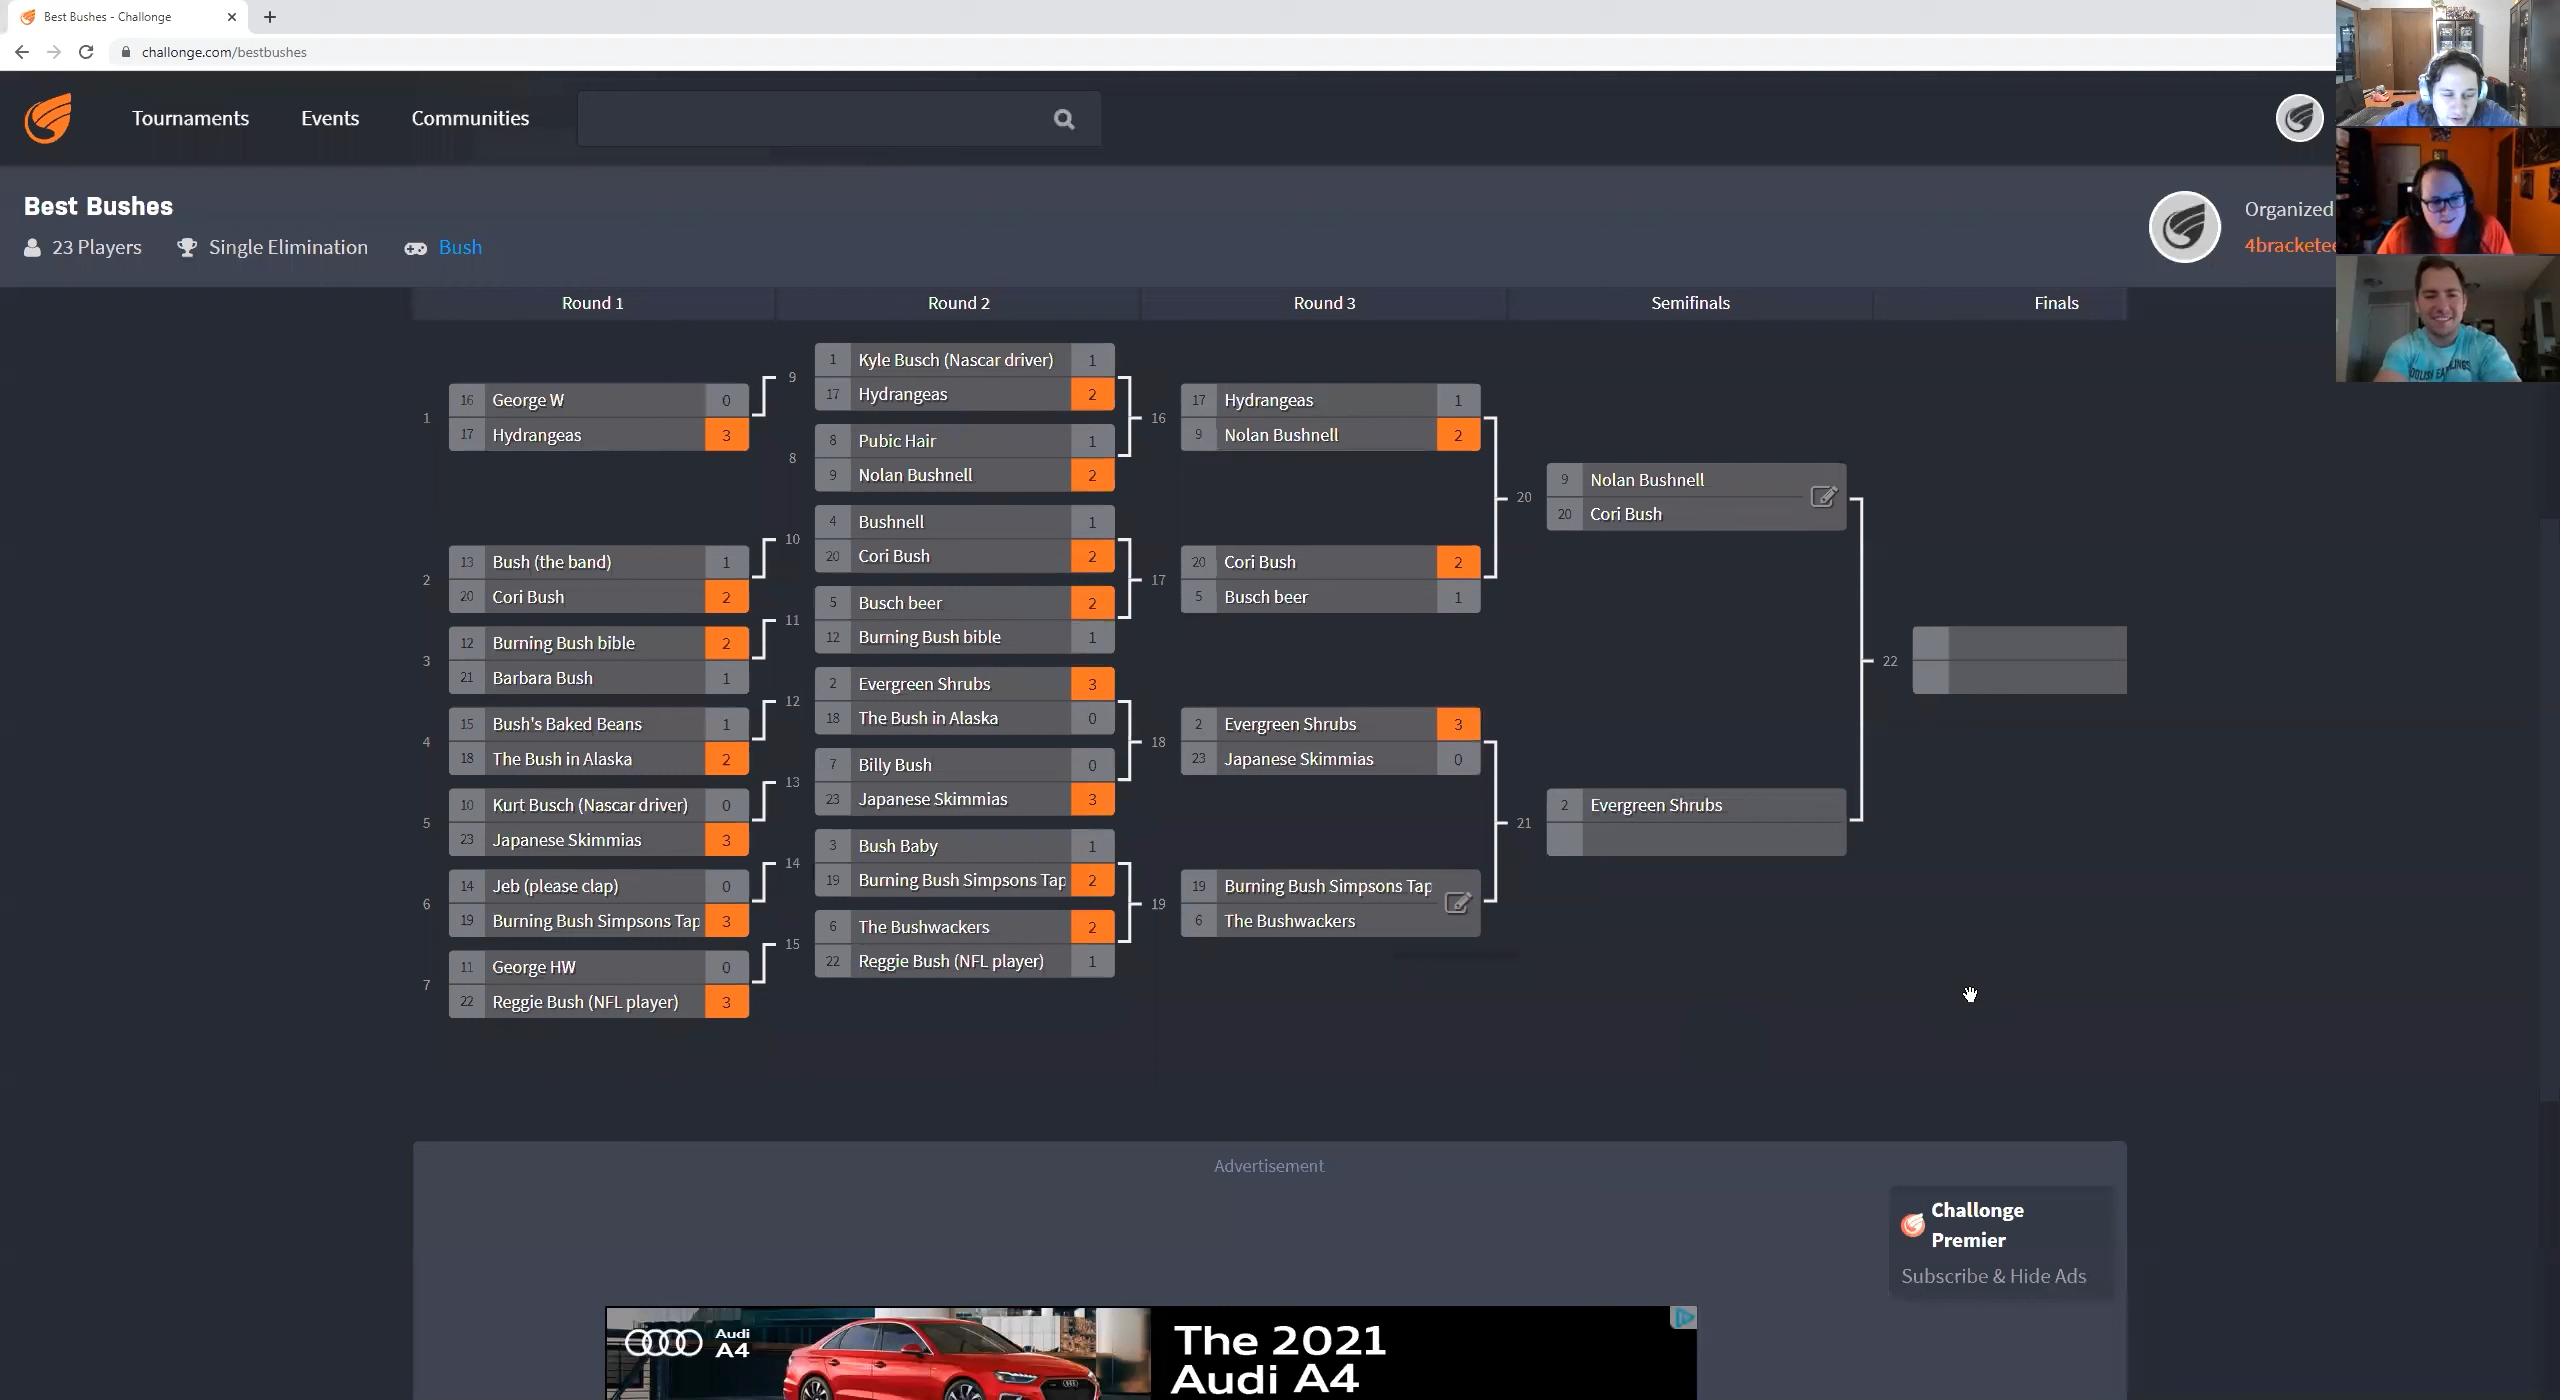 Best Bushes - Challonge
challonge.com/bestbushes
Tournaments Events Communities
Best Bushes
23 Players Single Elimination Bush
Organized
4brackete
Round 1 Round 2 Round 3 Semifinals Finals
1
16 George W 0
17 Hydrangeas 3
2
13 Bush (the band) 1
20 Cori Bush 2
3
12 Burning Bush bible 2
21 Barbara Bush 1
4
15 Bush's Baked Beans 1
18 The Bush in Alaska 2
5
10 Kurt Busch (Nascar driver) 0
23 Japanese Skimmias 3
6
14 Jeb (please clap) 0
19 Burning Bush Simpsons Tap 3
7
11 George HW 0
22 Reggie Bush (NFL player) 3
9
1 Kyle Busch (Nascar driver) 1
17 Hydrangeas 2
8
8 Pubic Hair 1
9 Nolan Bushnell 2
10
4 Bushnell 1
20 Cori Bush 2
11
5 Busch beer 2
12 Burning Bush bible 1
12
2 Evergreen Shrubs 3
18 The Bush in Alaska 0
13
7 Billy Bush 0
23 Japanese Skimmias 3
14
3 Bush Baby 1
19 Burning Bush Simpsons Tap 2
15
6 The Bushwackers 2
22 Reggie Bush (NFL player) 1
16
17 Hydrangeas 1
9 Nolan Bushnell 2
17
20 Cori Bush 2
5 Busch beer 1
18
2 Evergreen Shrubs 3
23 Japanese Skimmias 0
19
19 Burning Bush Simpsons Tap
6 The Bushwackers
20
9 Nolan Bushnell
20 Cori Bush
21
2 Evergreen Shrubs
22
Advertisement
Challonge
Premier
Subscribe & Hide Ads
Audi
A4
The 2021
Audi A4